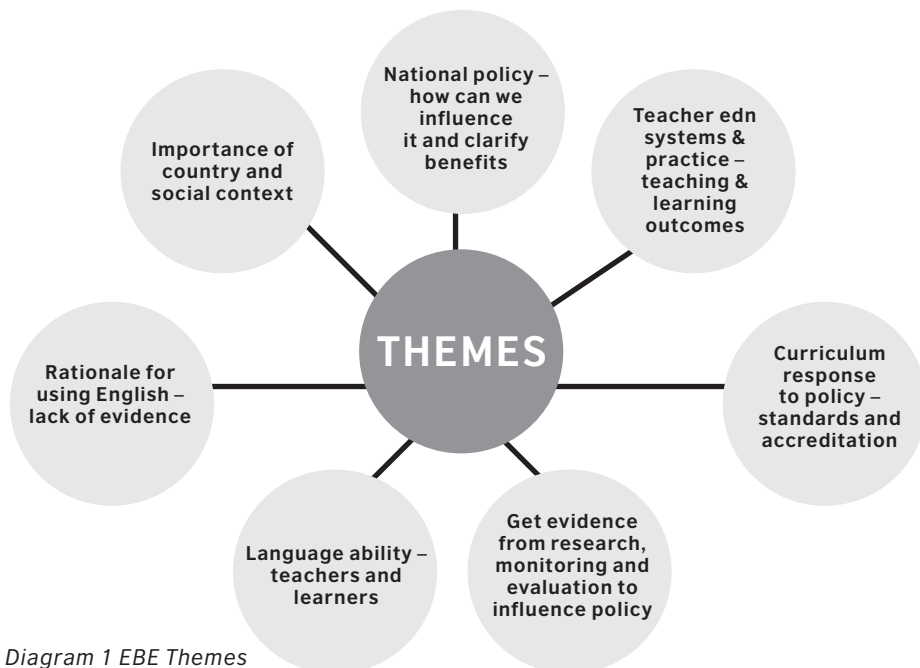 National policy –
how can we
influence
it and clarify
benefits
Teacher edn
systems &
practice –
teaching &
learning
outcomes
Importance of
country and
social context
THEMES
Rationale for
using English –
lack of evidence
Curriculum
response
to policy –
standards and
accreditation
Language ability –
teachers and
learners
Get evidence
from research,
monitoring and
evaluation to
influence policy
Diagram 1 EBE Themes